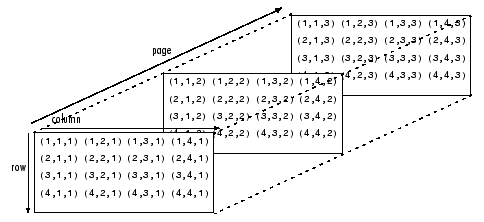 page
(1,1,3) (1,2,3) (1,3,3) (1,4,3)
(2,1,3) (2,2,3) (2,3,3) (2,4,3)
(3,1,3) (3,2,3) (3,3,3) (3,4,3)
(4,2,3) (4,3,3) (4,4,3)
(1,1,2) (1,2,2) (1,3,2) (1,4,2)
(2,1,2) (2,2,2) (2,3,2) (2,4,2)
(3,1,2) (3,2,2) (3,3,2) (3,4,2)
(4,3,2) (4,4,2)
column
(1,1,1) (1,2,1) (1,3,1) (1,4,1)
(2,1,1) (2,2,1) (2,3,1) (2,4,1)
row
(3,1,1) (3,2,1) (3,3,1) (3,4,1)
(4,1,1) (4,2,1) (4,3,1) (4,4,1)